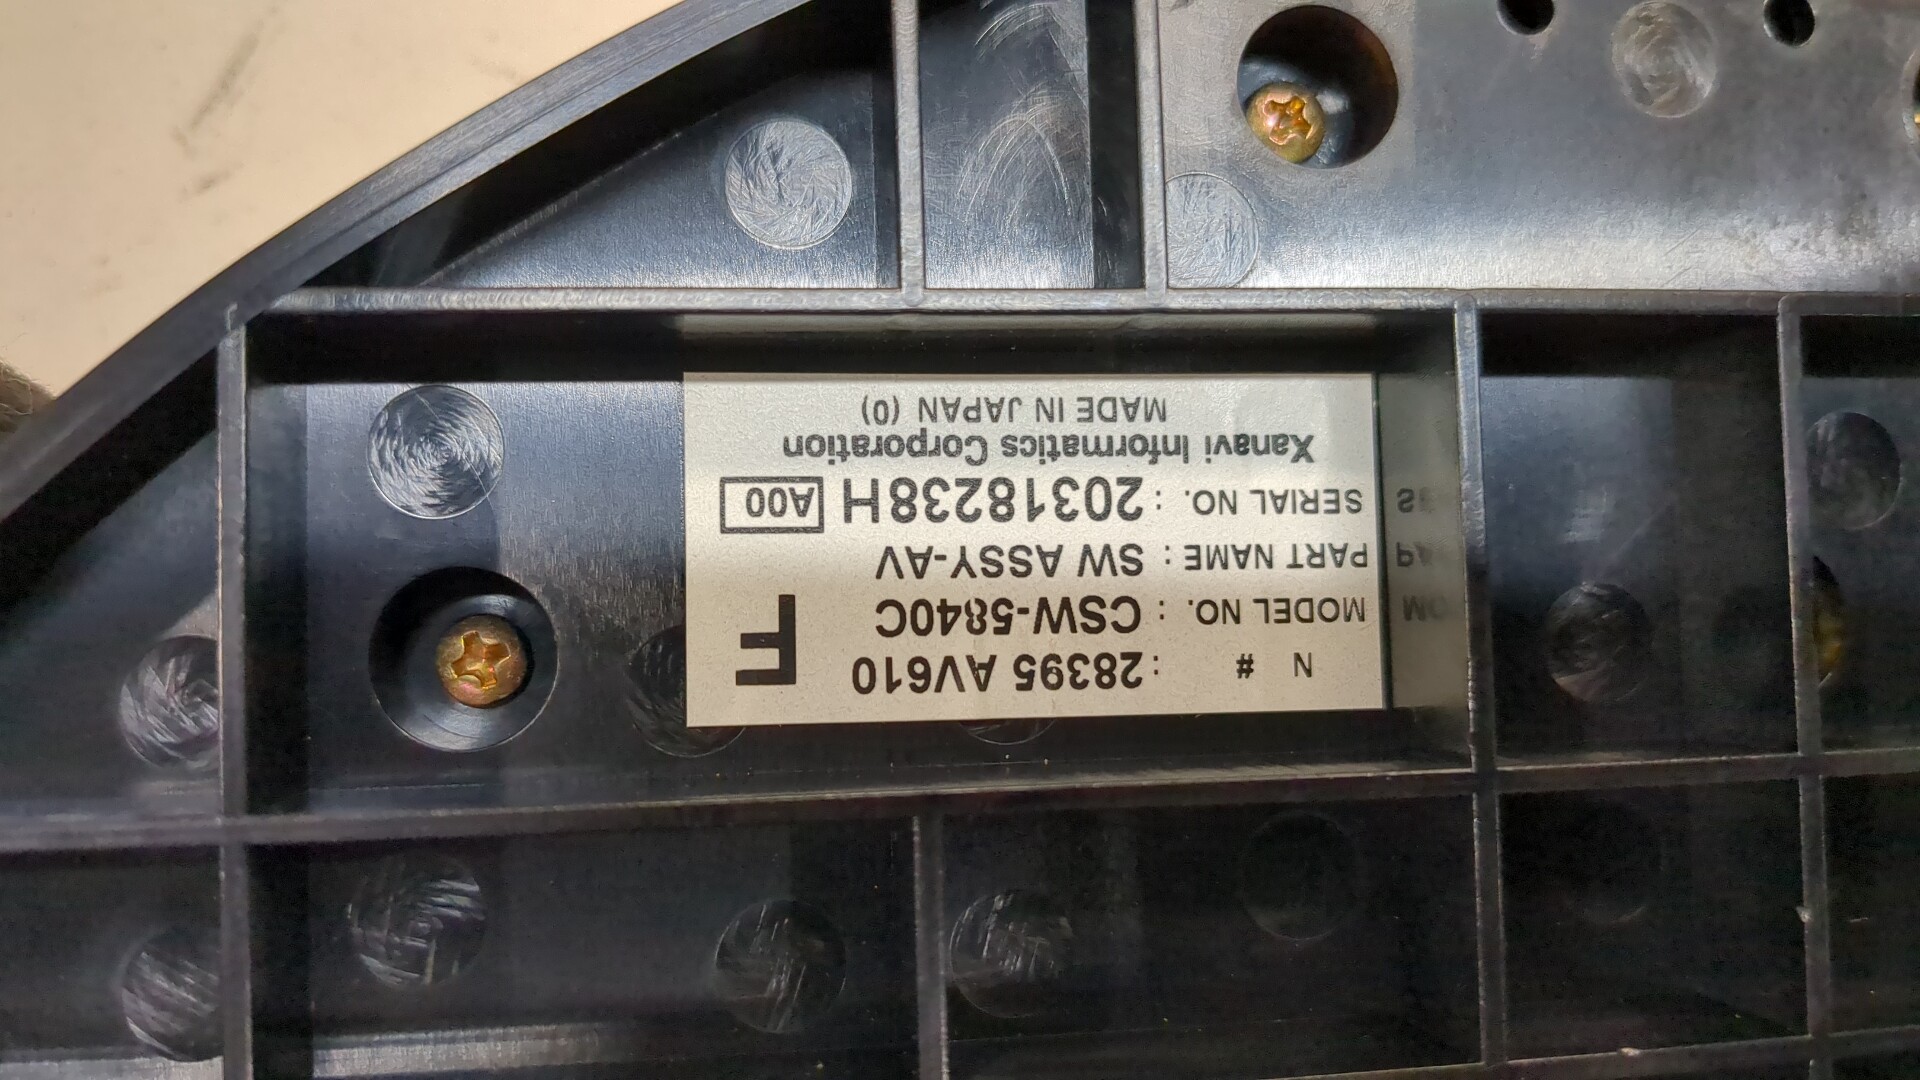 N # : 28395 AV610
MODEL NO. : CSW-5840C
F
PART NAME : SW ASSY-AV
SERIAL NO. : 20318238H A00
Xanavi Informatics Corporation
MADE IN JAPAN (0)